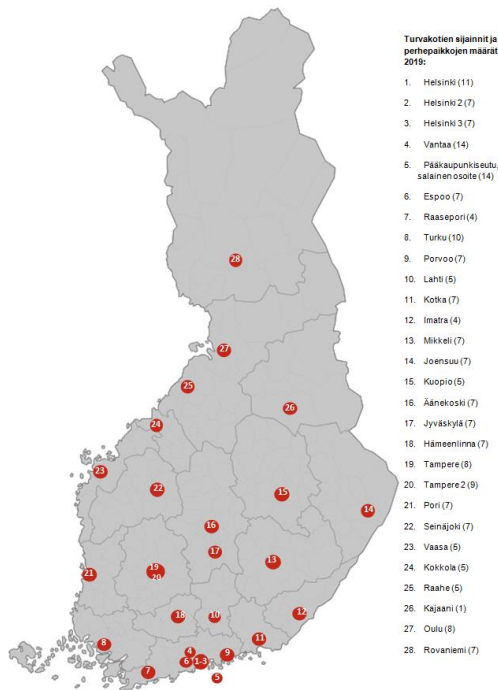 Turvakotien sijainnit ja
perhepaikkojen määrät
2019:
1. Helsinki (11)
2. Helsinki 2 (7)
3. Helsinki 3 (7)
4. Vantaa (14)
5. Pääkaupunkiseutu,
salainen osoite (14)
6. Espoo (7)
7. Raasepori (4)
8. Turku (10)
9. Porvoo (7)
10. Lahti (5)
11. Kotka (7)
12. Imatra (4)
13. Mikkeli (7)
14. Joensuu (7)
15. Kuopio (5)
16. Äänekoski (7)
17. Jyväskylä (7)
18. Hämeenlinna (7)
19. Tampere (8)
20. Tampere 2 (9)
21. Pori (7)
22. Seinäjoki (7)
23. Vaasa (5)
24. Kokkola (5)
25. Raahe (5)
26. Kajaani (1)
27. Oulu (8)
28. Rovaniemi (7)
28
27
25
26
24
23
22
15
14
16
17
13
19
20
21
18
10
12
8
11
4
9
6
1-3
7
5